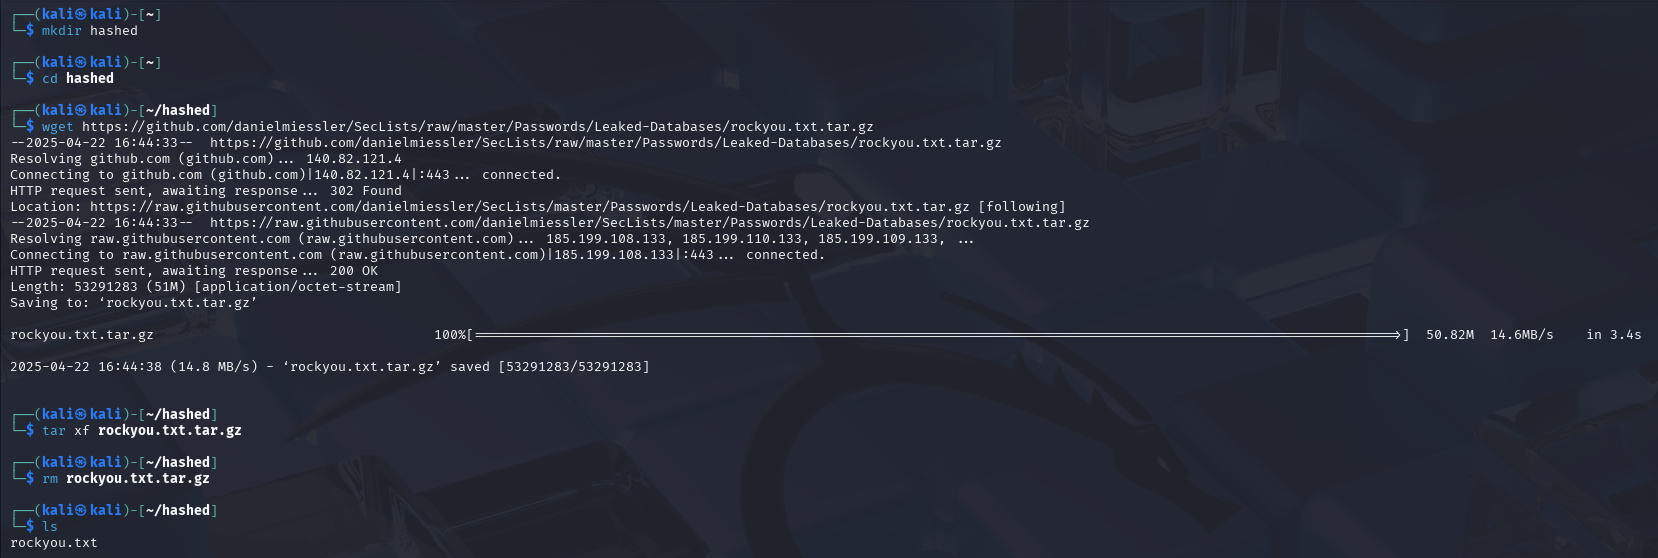 ┌──(kali㉿kali)-[~]
└─$ mkdir hashed
┌──(kali㉿kali)-[~]
└─$ cd hashed
┌──(kali㉿kali)-[~/hashed]
└─$ wget https://github.com/danielmiessler/SecLists/raw/master/Passwords/Leaked-Databases/rockyou.txt.tar.gz
--2025-04-22 16:44:33--  https://github.com/danielmiessler/SecLists/raw/master/Passwords/Leaked-Databases/rockyou.txt.tar.gz
Resolving github.com (github.com)... 140.82.121.4
Connecting to github.com (github.com)|140.82.121.4|:443... connected.
HTTP request sent, awaiting response... 302 Found
Location: https://raw.githubusercontent.com/danielmiessler/SecLists/master/Passwords/Leaked-Databases/rockyou.txt.tar.gz [following]
--2025-04-22 16:44:33--  https://raw.githubusercontent.com/danielmiessler/SecLists/master/Passwords/Leaked-Databases/rockyou.txt.tar.gz
Resolving raw.githubusercontent.com (raw.githubusercontent.com)... 185.199.108.133, 185.199.110.133, 185.199.109.133, ...
Connecting to raw.githubusercontent.com (raw.githubusercontent.com)|185.199.108.133|:443... connected.
HTTP request sent, awaiting response... 200 OK
Length: 53291283 (51M) [application/octet-stream]
Saving to: ‘rockyou.txt.tar.gz’
rockyou.txt.tar.gz 100%[===================>] 50.82M 14.6MB/s in 3.4s
2025-04-22 16:44:38 (14.8 MB/s) - ‘rockyou.txt.tar.gz’ saved [53291283/53291283]
┌──(kali㉿kali)-[~/hashed]
└─$ tar xf rockyou.txt.tar.gz
┌──(kali㉿kali)-[~/hashed]
└─$ rm rockyou.txt.tar.gz
┌──(kali㉿kali)-[~/hashed]
└─$ ls
rockyou.txt